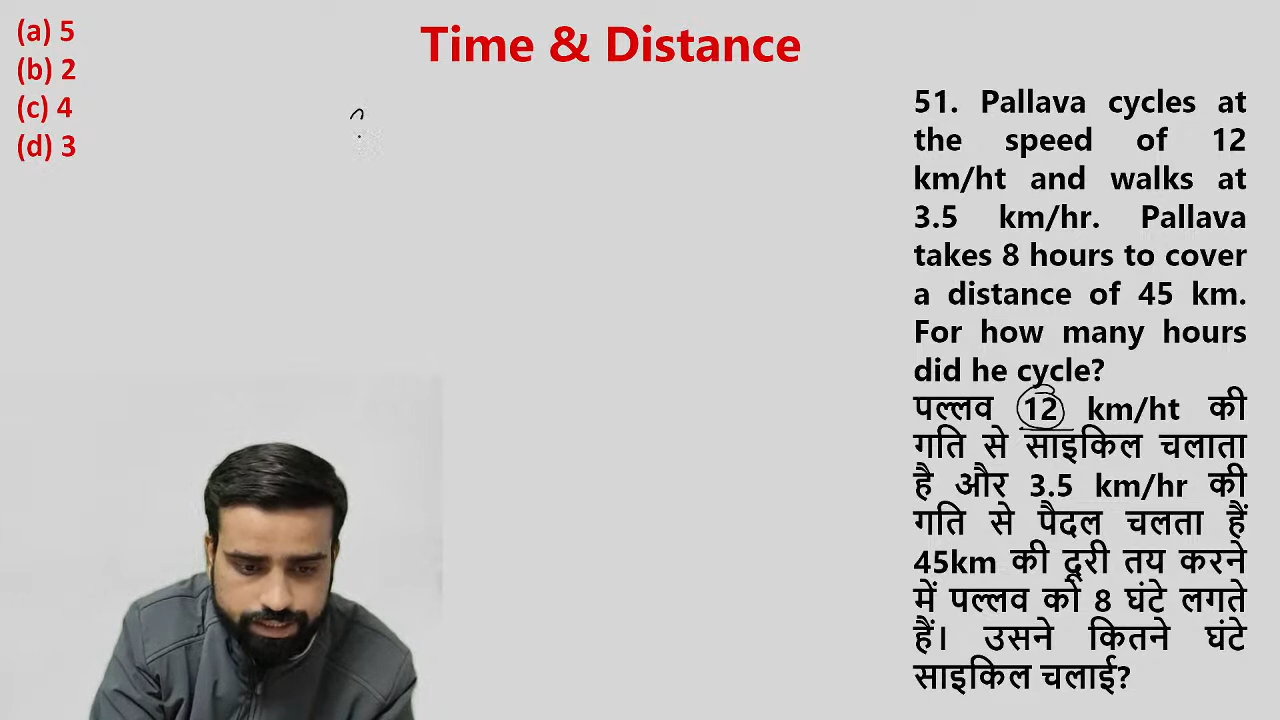 Time & Distance
(a) 5
(b) 2
(c) 4
(d) 3
51. Pallava cycles at
the speed of 12
km/ht and walks at
3.5 km/hr. Pallava
takes 8 hours to cover
a distance of 45 km.
For how many hours
did he cycle?
पल्लव 12 km/ht की
गति से साइकिल चलाता
है और 3.5 km/hr की
गति से पैदल चलता हैं
45km की दूरी तय करने
में पल्लव को 8 घंटे लगते
हैं। उसने कितने घंटे
साइकिल चलाई?